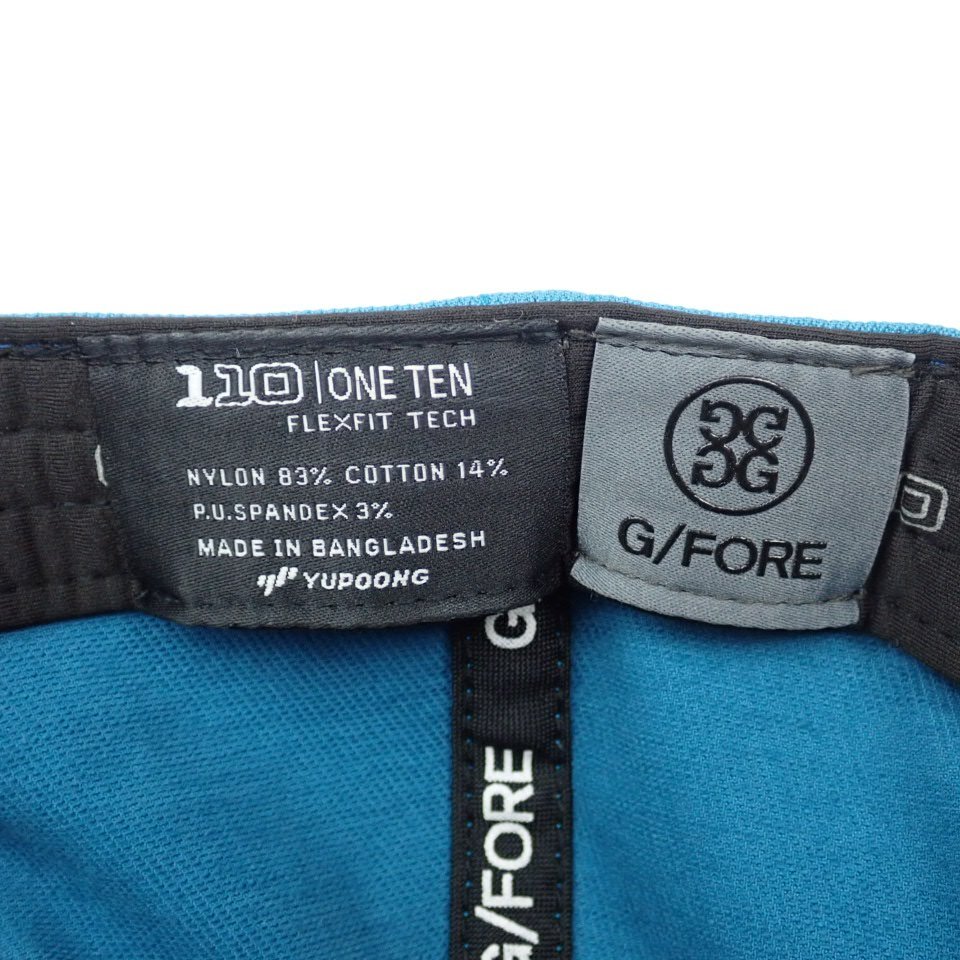 110 | ONE TEN
FLEXFIT TECH
NYLON 83% COTTON 14%
P.U.SPANDEX 3%
MADE IN BANGLADESH
YUPOONG
G/FORE
G/FORE